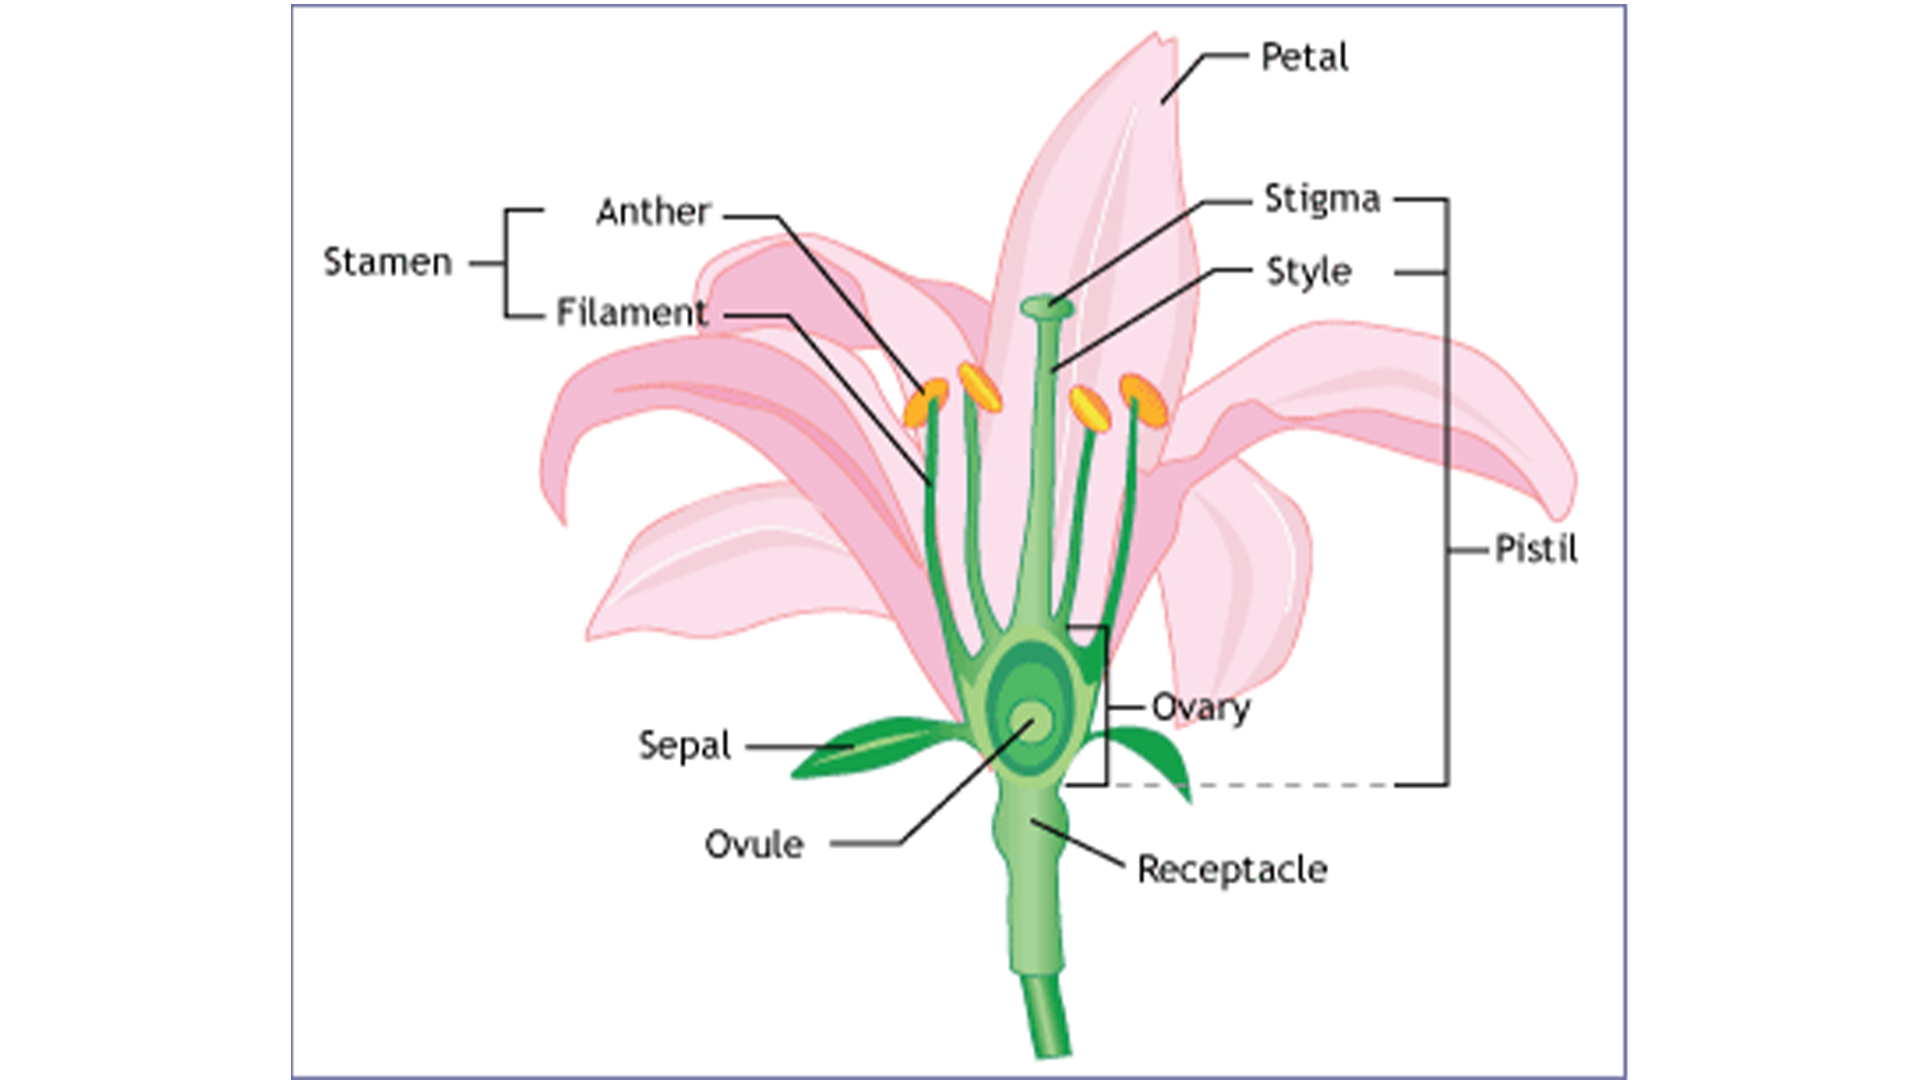 Petal
Stigma
Anther
Stamen
Style
Filament
Pistil
Ovary
Sepal
Ovule
Receptacle